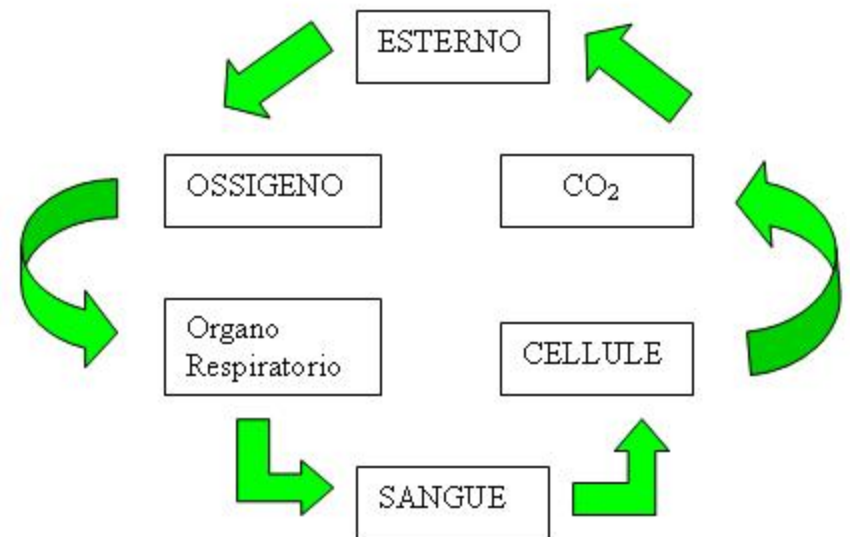 ESTERNO
OSSIGENO
CO₂
Organo
Respiratorio
CELLULE
SANGUE